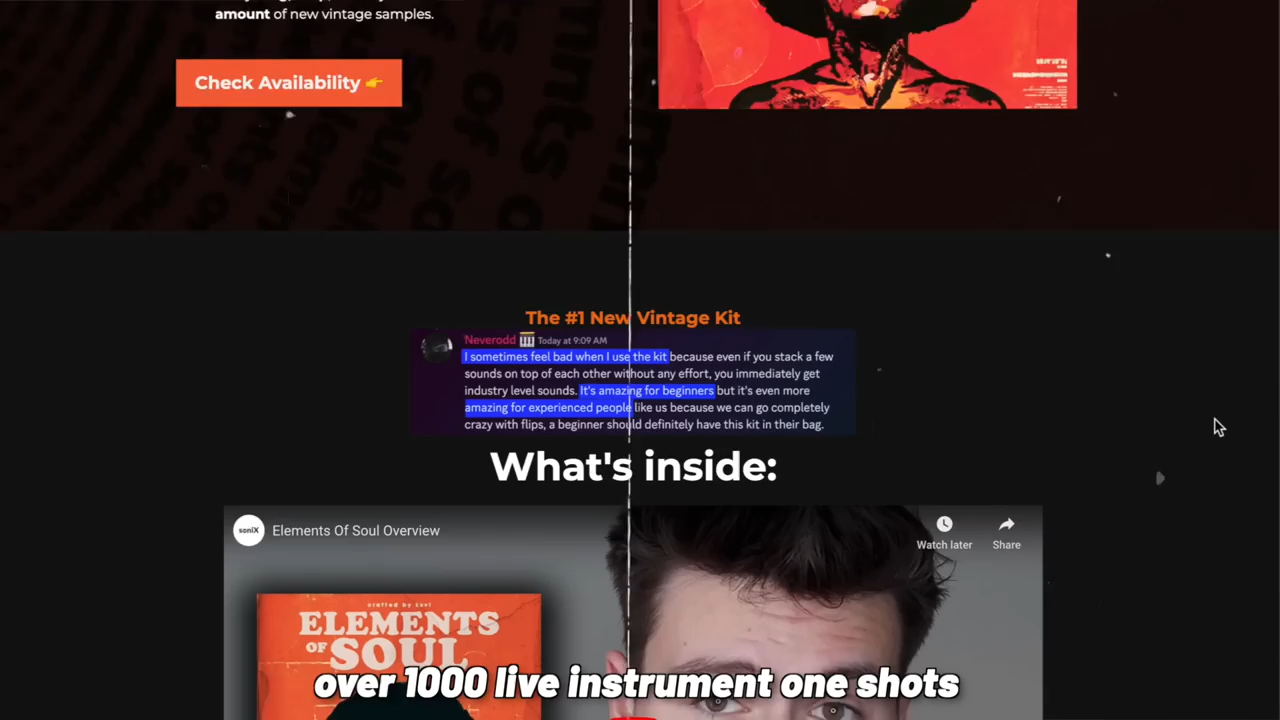 amount of new vintage samples.
Check Availability 👉
The #1 New Vintage Kit
Neverodd Today at 9:09 AM
I sometimes feel bad when I use the kit because even if you stack a few
sounds on top of each other without any effort, you immediately get
industry level sounds. It's amazing for beginners but it's even more
amazing for experienced people like us because we can go completely
crazy with flips, a beginner should definitely have this kit in their bag.
What's inside:
soniX
Elements Of Soul Overview
Watch later
Share
ELEMENTS
OF SOUL
over 1000 live instrument one shots